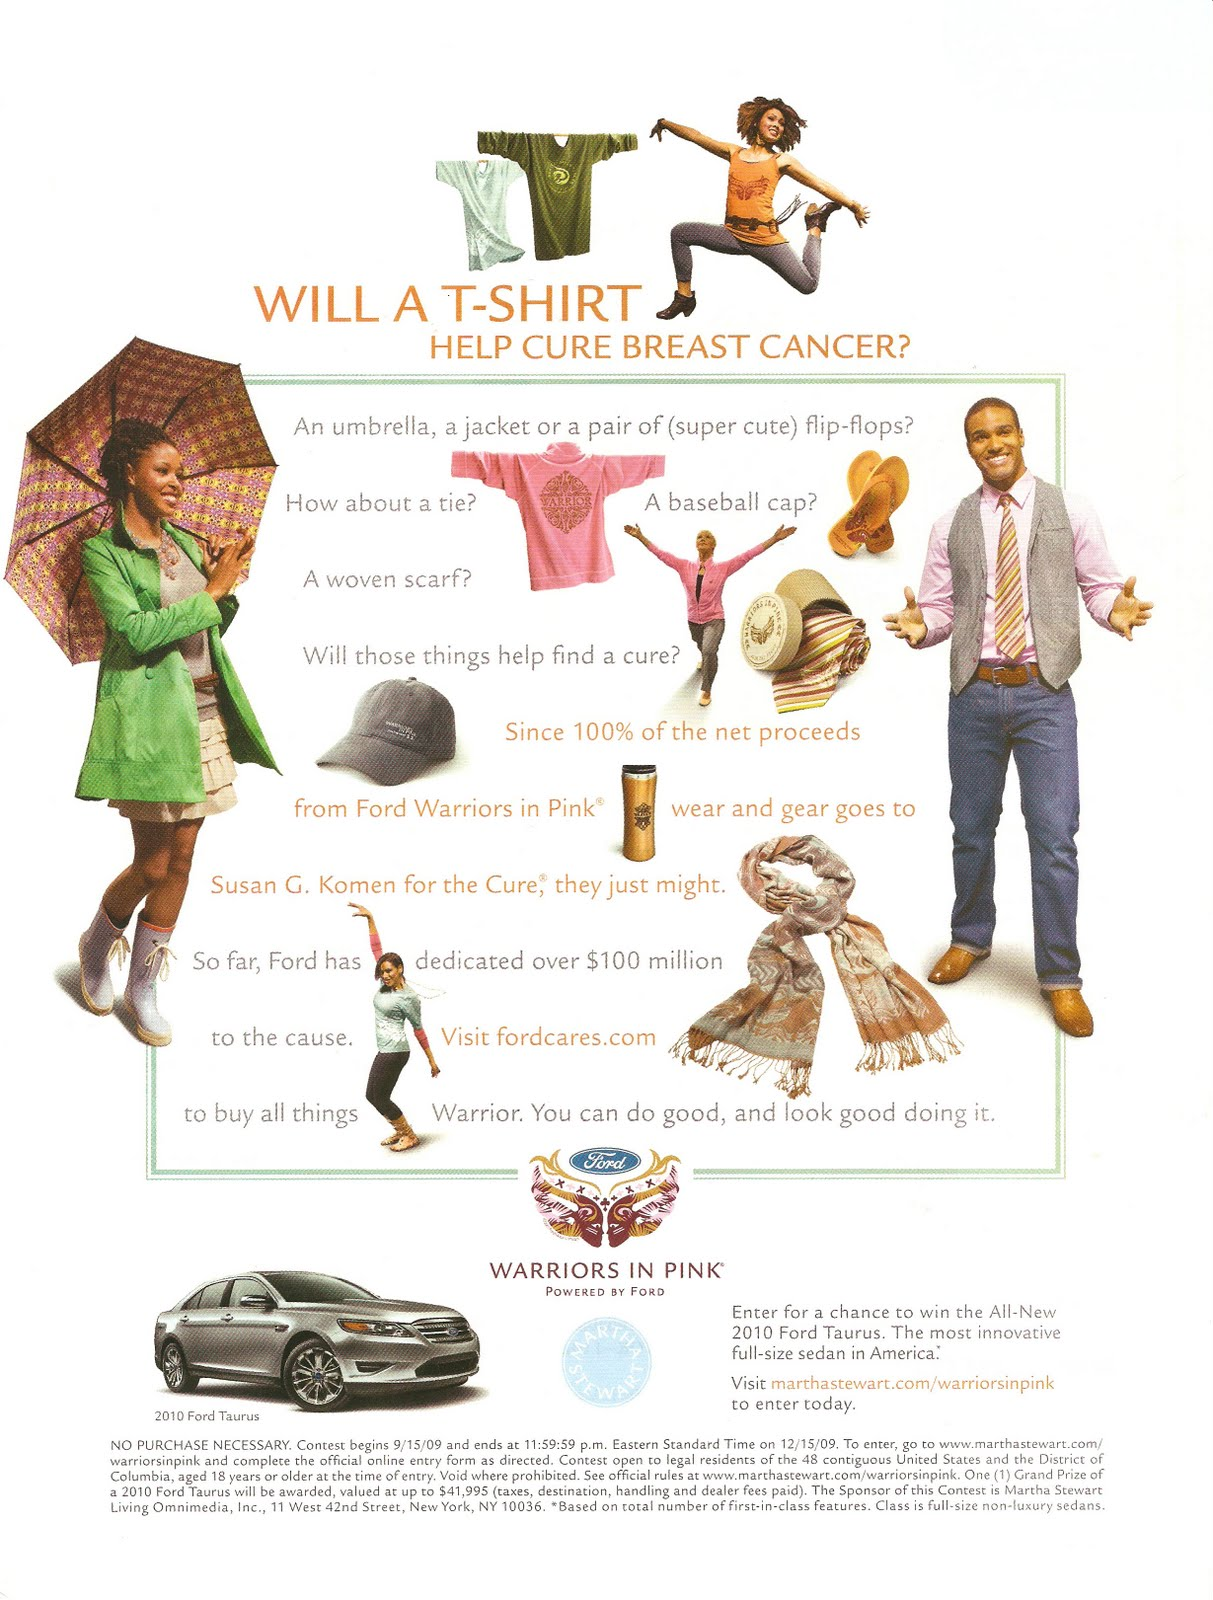 WILL A T-SHIRT
HELP CURE BREAST CANCER?
An umbrella, a jacket or a pair of (super cute) flip-flops?
How about a tie? A baseball cap?
WARRIOR
A woven scarf?
Will those things help find a cure?
WARRIORS IN PINK
Since 100% of the net proceeds
from Ford Warriors in Pink® wear and gear goes to
Susan G. Komen for the Cure,® they just might.
So far, Ford has dedicated over $100 million
to the cause. Visit fordcares.com
to buy all things Warrior. You can do good, and look good doing it.
Ford
WARRIORS IN PINK®
POWERED BY FORD
MARTHA STEWART
2010 Ford Taurus
Enter for a chance to win the All-New
2010 Ford Taurus. The most innovative
full-size sedan in America.*
Visit marthastewart.com/warriorsinpink
to enter today.
NO PURCHASE NECESSARY. Contest begins 9/15/09 and ends at 11:59:59 p.m. Eastern Standard Time on 12/15/09. To enter, go to www.marthastewart.com/
warriorsinpink and complete the official online entry form as directed. Contest open to legal residents of the 48 contiguous United States and the District of
Columbia, aged 18 years or older at the time of entry. Void where prohibited. See official rules at www.marthastewart.com/warriorsinpink. One (1) Grand Prize of
a 2010 Ford Taurus will be awarded, valued at up to $41,995 (taxes, destination, handling and dealer fees paid). The Sponsor of this Contest is Martha Stewart
Living Omnimedia, Inc., 11 West 42nd Street, New York, NY 10036. *Based on total number of first-in-class features. Class is full-size non-luxury sedans.